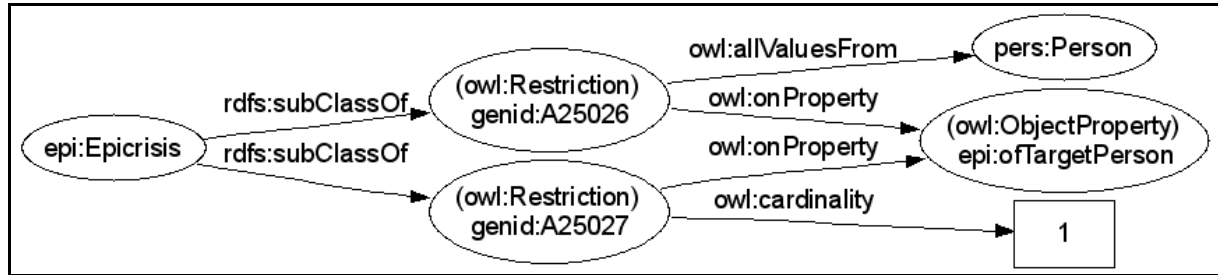 owl:allValuesFrom
pers:Person
(owl:Restriction)
genid:A25026
rdfs:subClassOf
owl:onProperty
(owl:ObjectProperty)
epi:ofTargetPerson
epi:Epicrisis
rdfs:subClassOf
owl:onProperty
(owl:Restriction)
genid:A25027
owl:cardinality
1